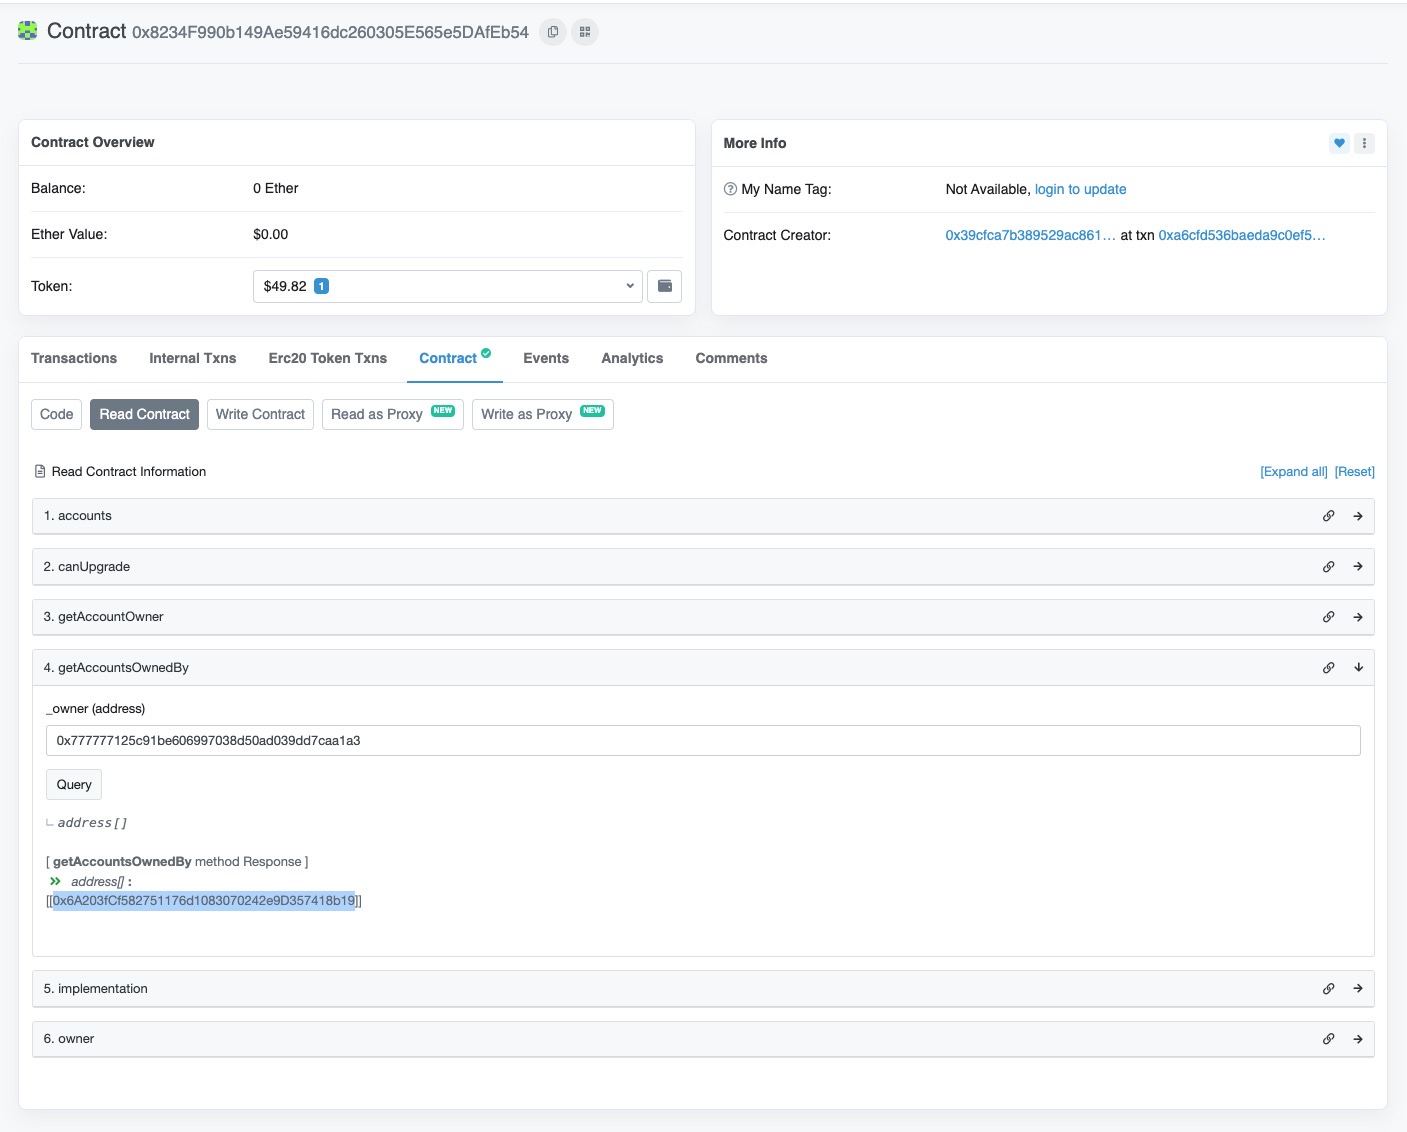 Contract 0x8234F990b149Ae59416dc260305E565e5DAfEb54
Contract Overview
Balance: 0 Ether
Ether Value: $0.00
Token: $49.82 1
More Info
My Name Tag: Not Available, login to update
Contract Creator: 0x39cfca7b389529ac861... at txn 0xa6cfd536baeda9c0ef5...
Transactions Internal Txns Erc20 Token Txns Contract Events Analytics Comments
Code Read Contract Write Contract Read as Proxy NEW Write as Proxy NEW
Read Contract Information [Expand all] [Reset]
1. accounts
2. canUpgrade
3. getAccountOwner
4. getAccountsOwnedBy
_owner (address)
0x777777125c91be606997038d50ad039dd7caa1a3
Query
address[]
[ getAccountsOwnedBy method Response ]
address[] :
[[0x6A203fCf582751176d1083070242e9D357418b19]]
5. implementation
6. owner